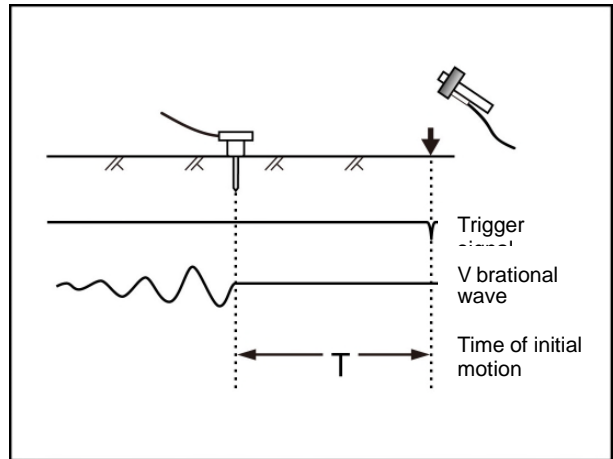 Trigger
V brational
wave
Time of initial
motion
T